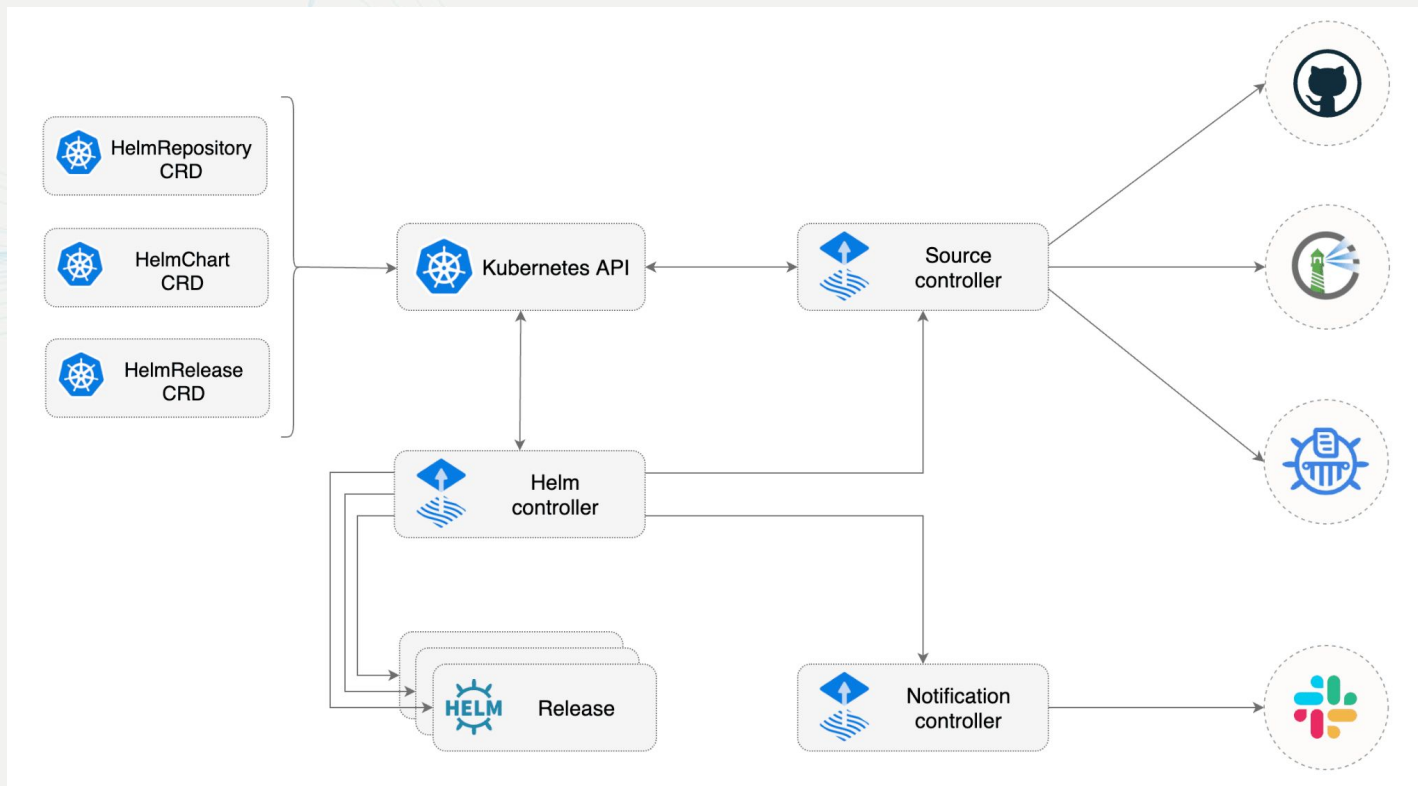 HelmRepository
CRD
HelmChart
CRD
HelmRelease
CRD
Kubernetes API
Source
controller
Helm
controller
HELM
Release
Notification
controller